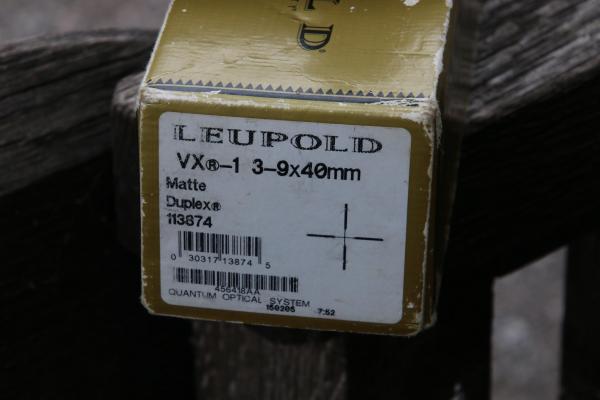 LD
LEUPOLD
VX®-1 3-9x40mm
Matte
Duplex®
113874
0 30317 13874 5
456418AA
QUANTUM OPTICAL SYSTEM
150205 7:52